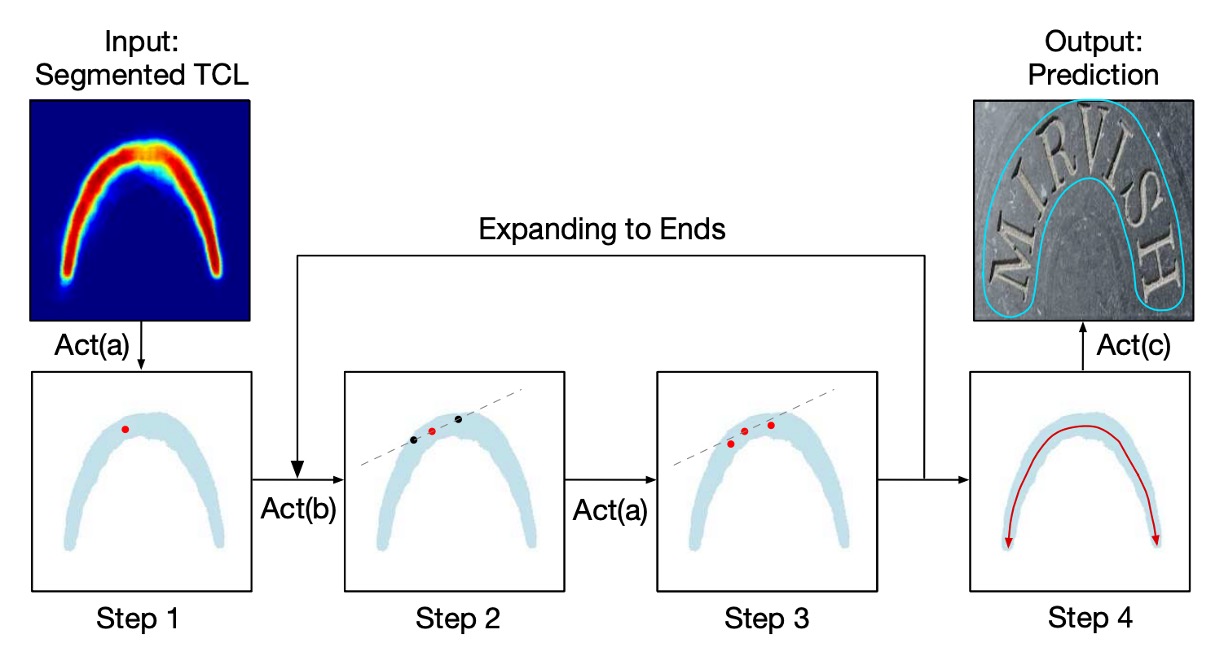 Input:
Segmented TCL
Output:
Prediction
MIRVISH
Expanding to Ends
Act(a)
Act(c)
Act(b)
Act(a)
Step 1
Step 2
Step 3
Step 4